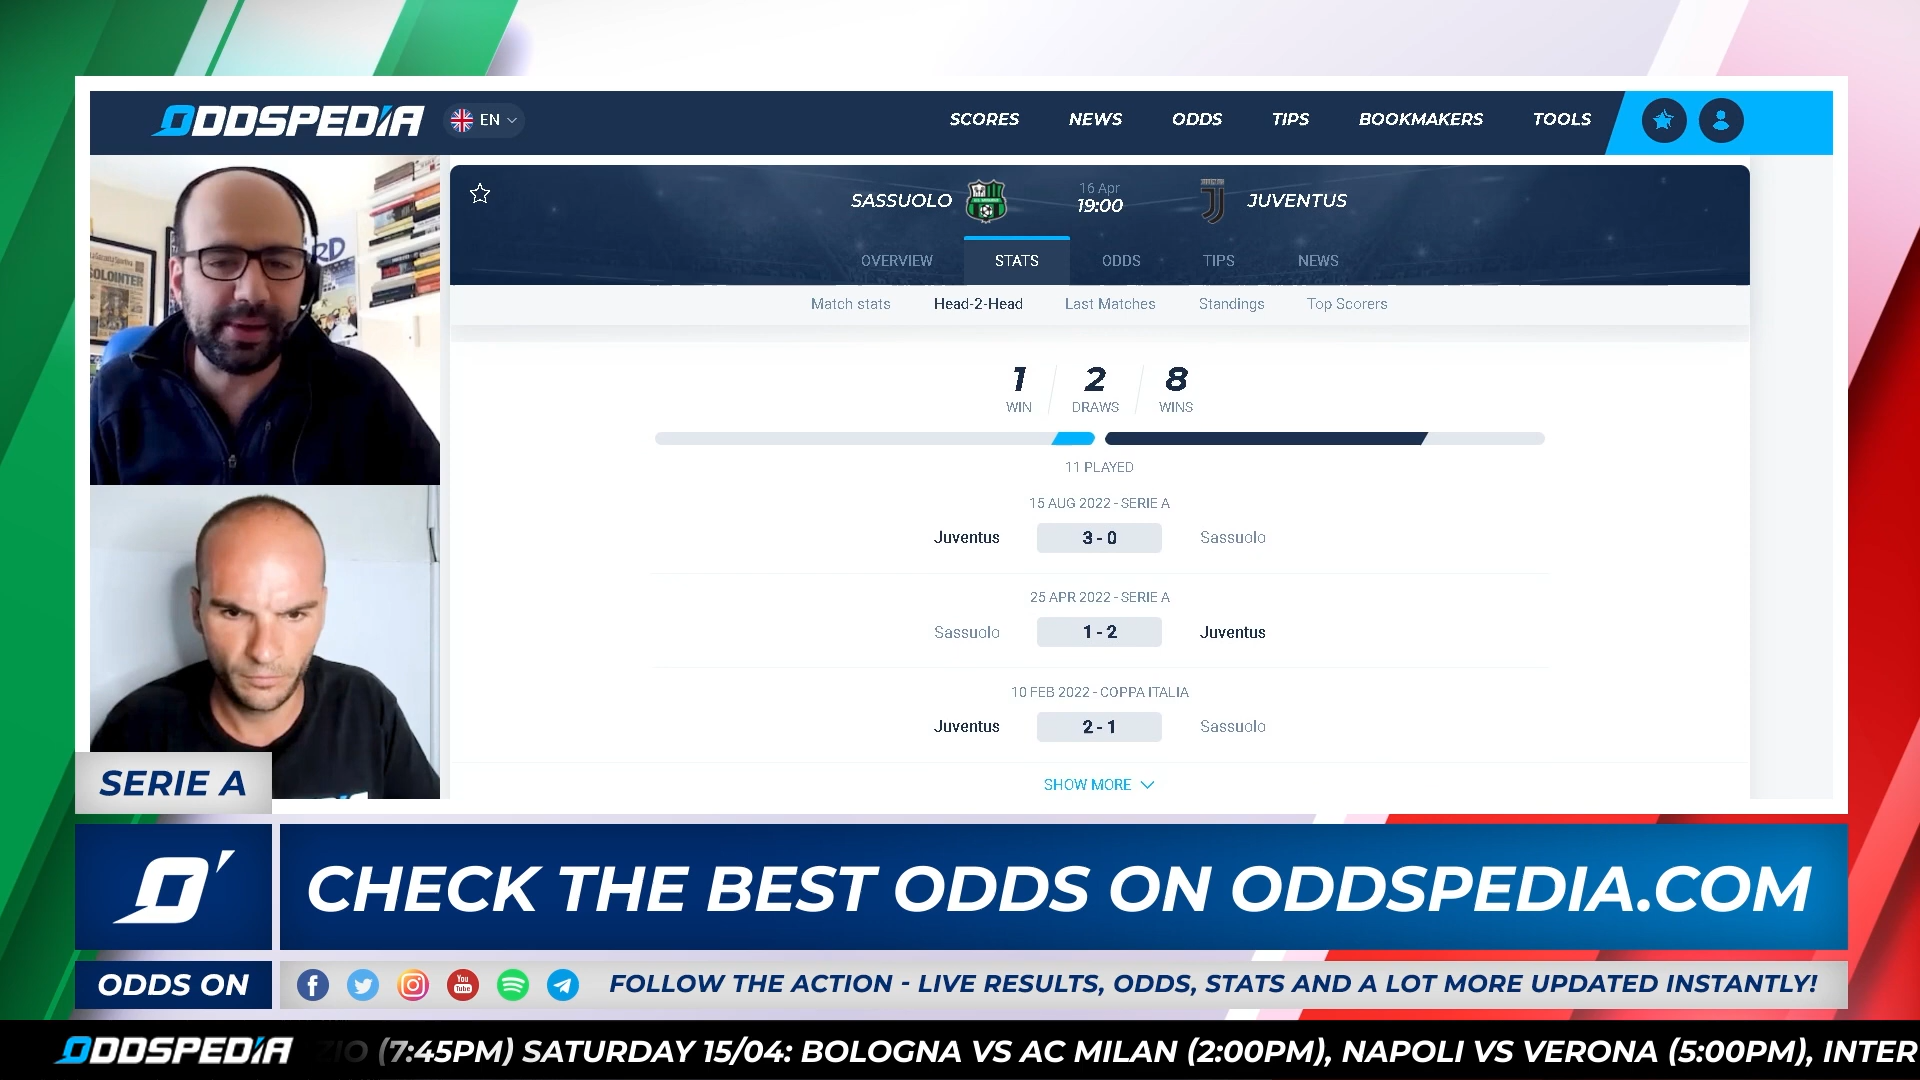 ODDSPEDIA
EN
SCORES NEWS ODDS TIPS BOOKMAKERS TOOLS
SASSUOLO
16 Apr
19:00
JUVENTUS
OVERVIEW STATS ODDS TIPS NEWS
Match stats Head-2-Head Last Matches Standings Top Scorers
1 2 8
WIN DRAWS WINS
11 PLAYED
15 AUG 2022 - SERIE A
Juventus 3 - 0 Sassuolo
25 APR 2022 - SERIE A
Sassuolo 1 - 2 Juventus
10 FEB 2022 - COPPA ITALIA
Juventus 2 - 1 Sassuolo
SHOW MORE
SOLOINTER
RD
SERIE A
CHECK THE BEST ODDS ON ODDSPEDIA.COM
ODDS ON
You
Tube
FOLLOW THE ACTION - LIVE RESULTS, ODDS, STATS AND A LOT MORE UPDATED INSTANTLY!
ODDSPEDIA
ZIO (7:45PM) SATURDAY 15/04: BOLOGNA VS AC MILAN (2:00PM), NAPOLI VS VERONA (5:00PM), INTER